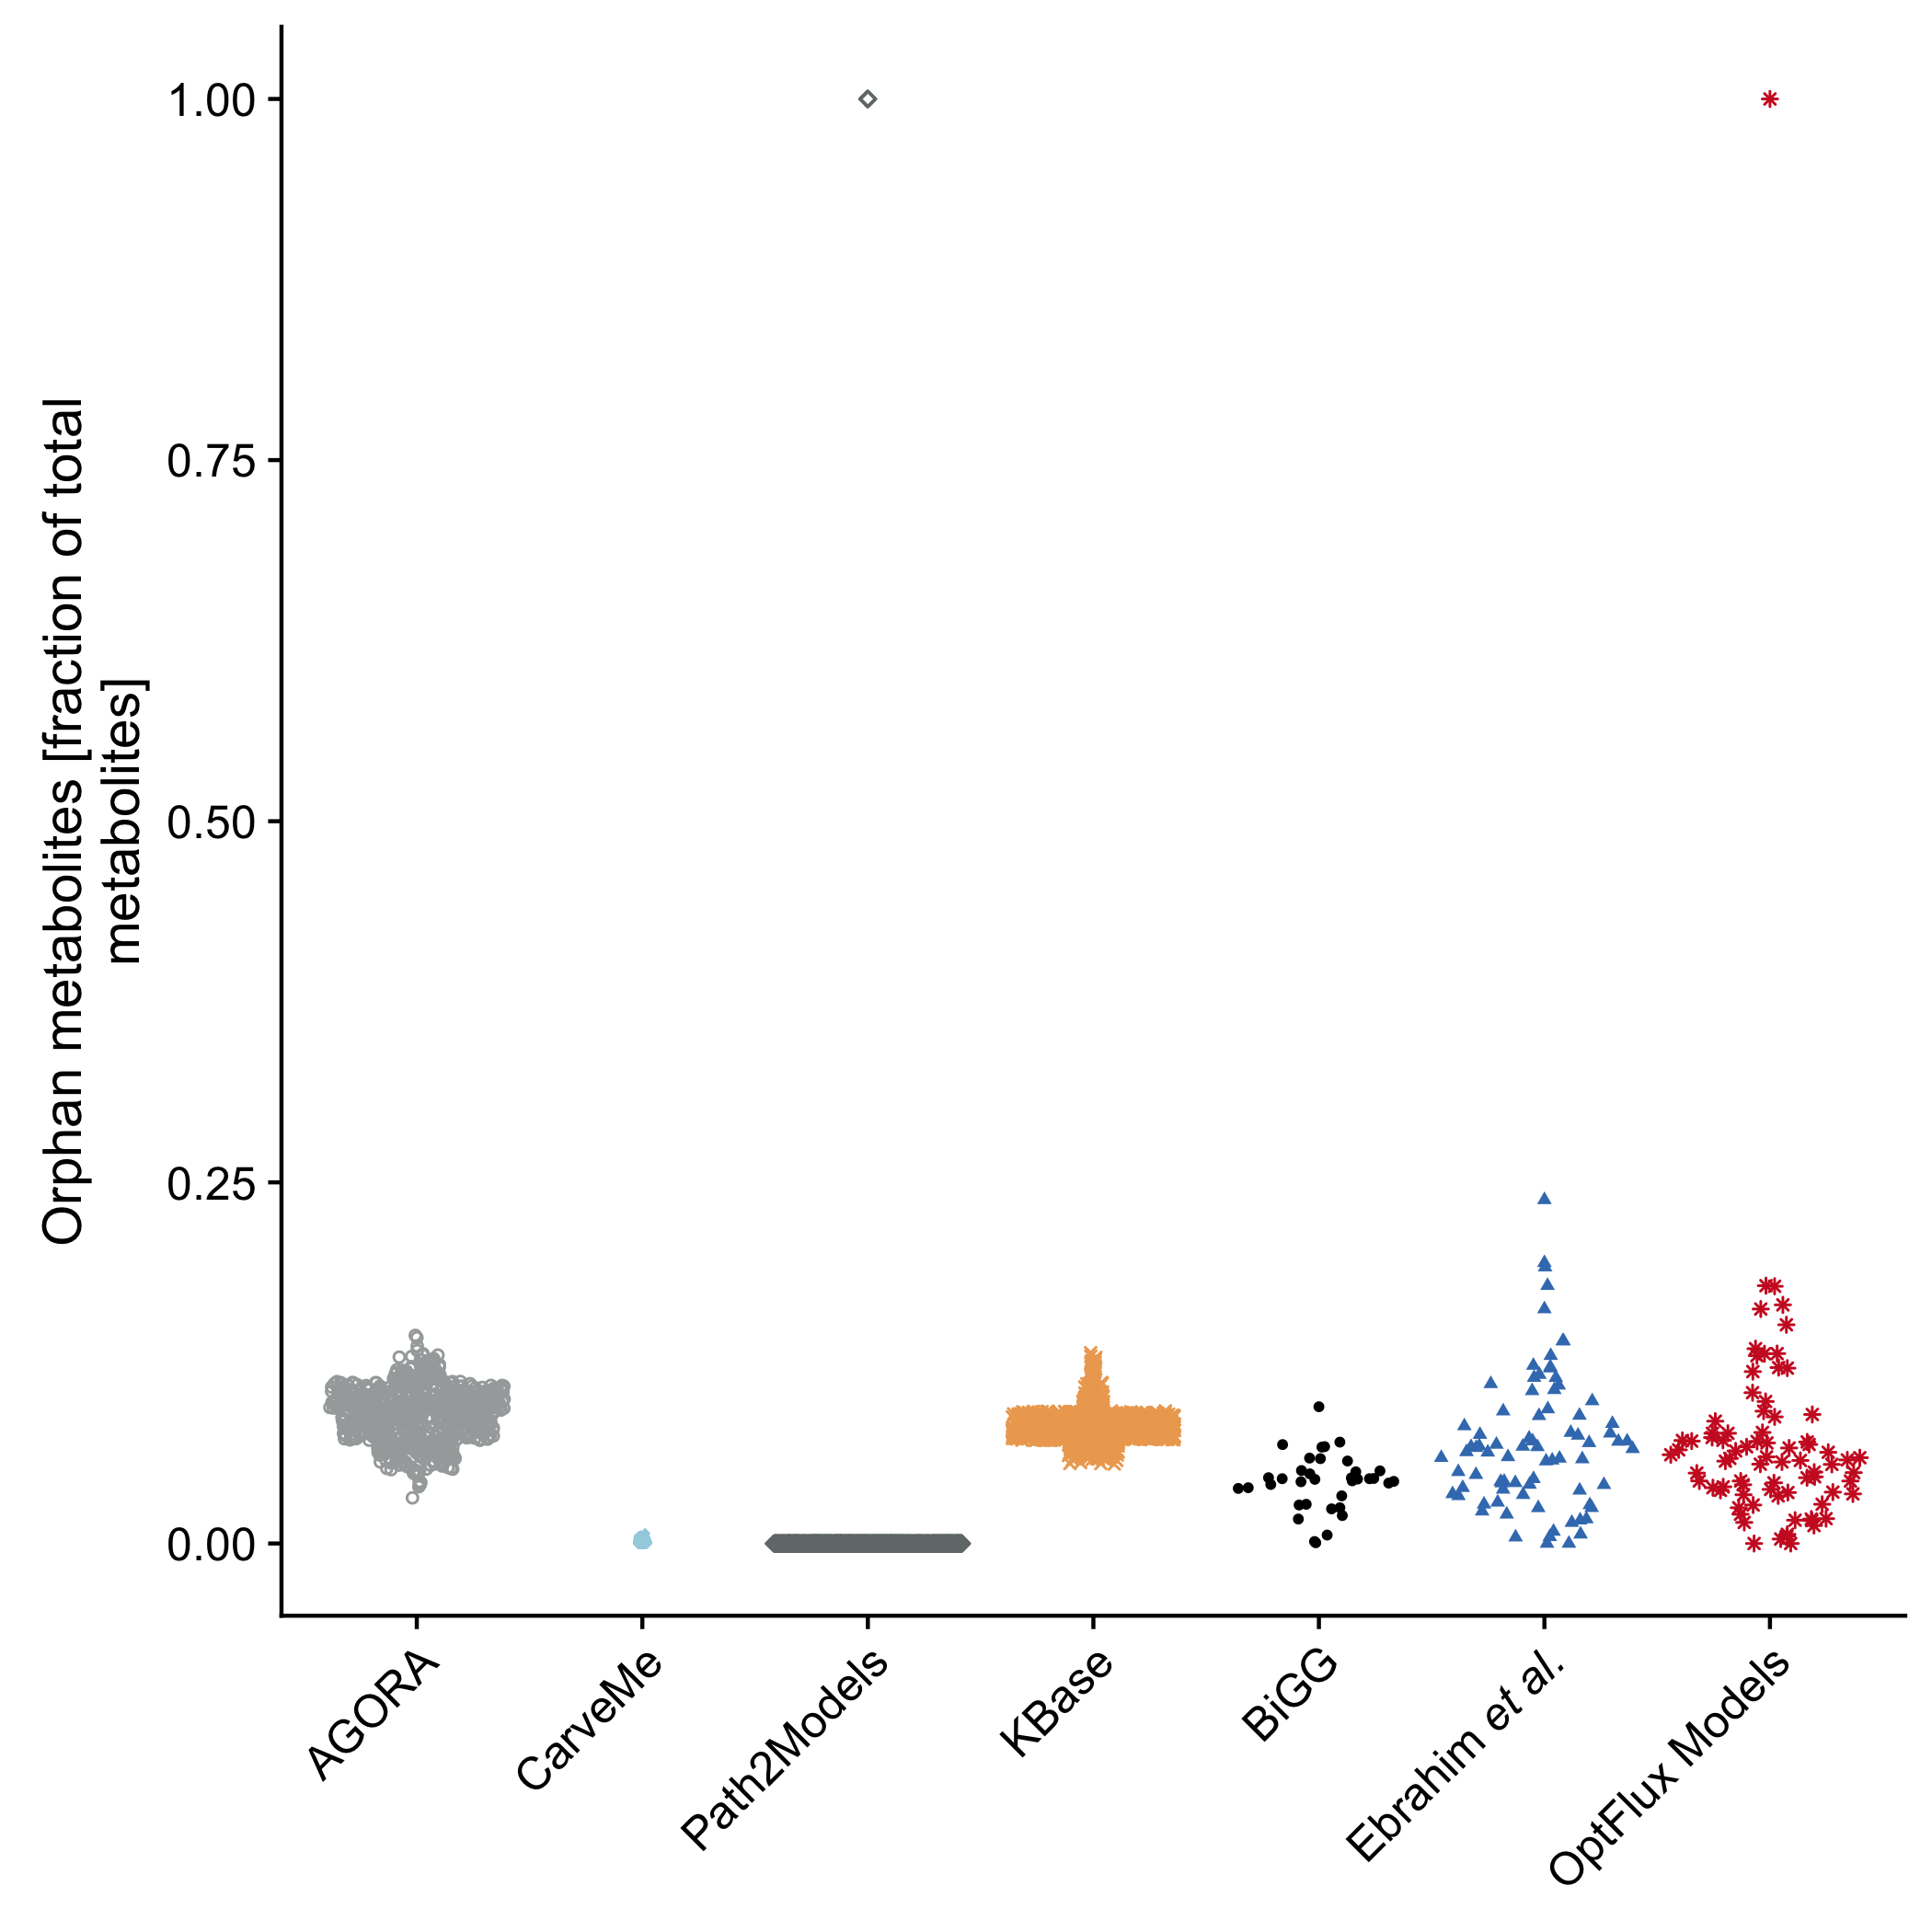 Orphan metabolites [fraction of total
metabolites]
1.00
0.75
0.50
0.25
0.00
AGORA
CarveMe
Path2Models
KBase
BiGG
Ebrahim et al.
OptFlux Models